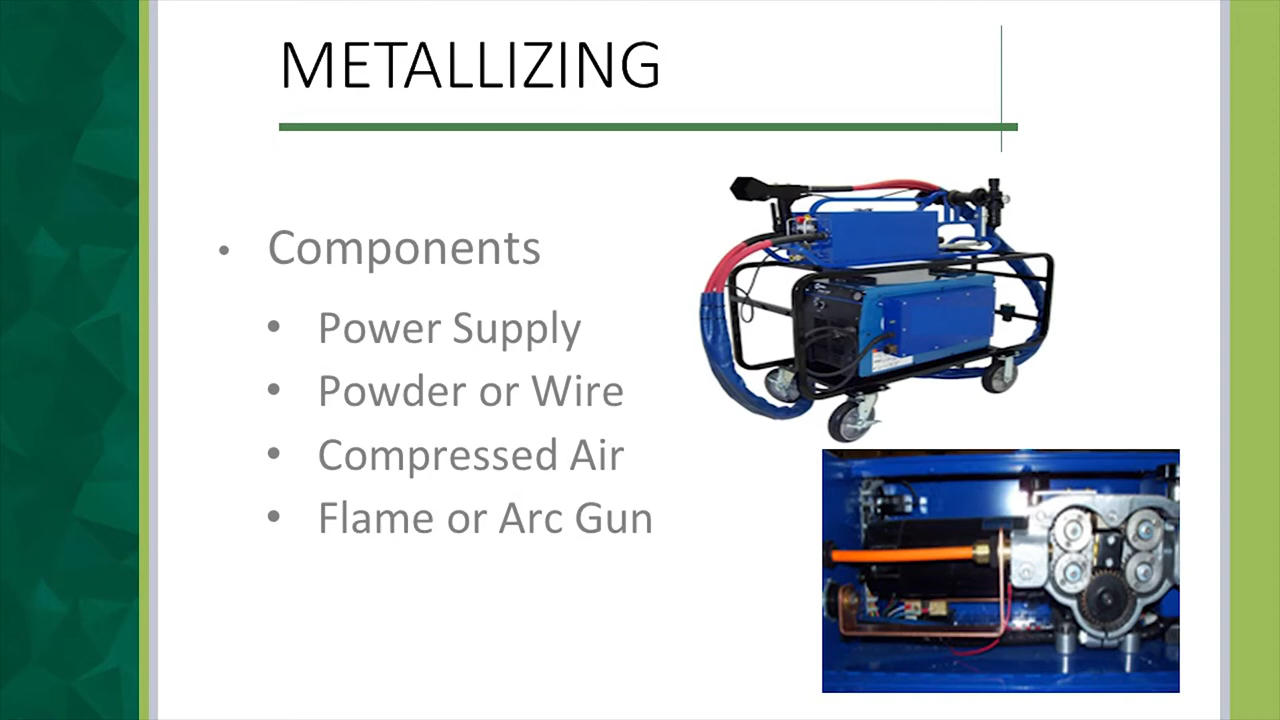 METALLIZING
• Components
• Power Supply
• Powder or Wire
• Compressed Air
• Flame or Arc Gun